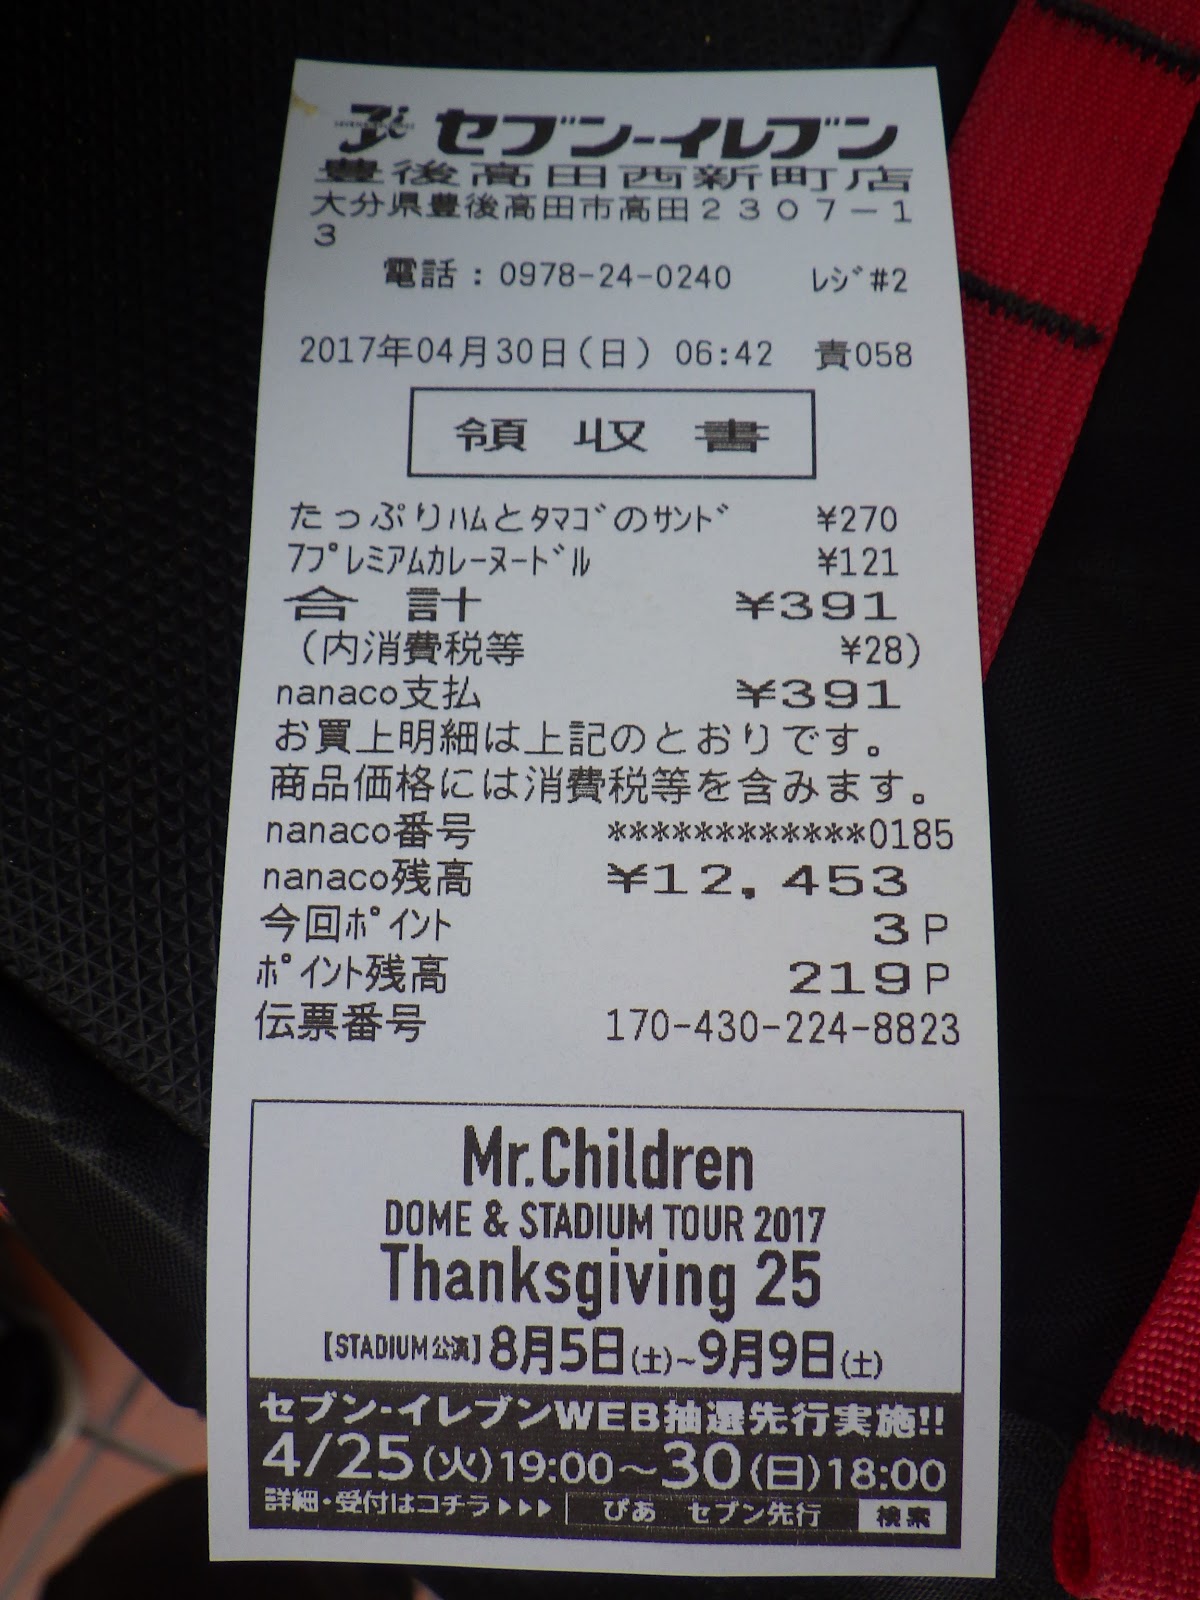 セブン-イレブン
豊後高田西新町店
大分県豊後高田市高田２３０７－１
３
電話：0978-24-0240 ﾚｼﾞ#2
2017年04月30日(日) 06:42 責058
領収書
たっぷりﾊﾑとﾀﾏｺﾞのｻﾝﾄﾞ ¥270
7ﾌﾟﾚﾐｱﾑｶﾚｰﾇｰﾄﾞﾙ ¥121
合計 ¥391
(内消費税等 ¥28)
nanaco支払 ¥391
お買上明細は上記のとおりです。
商品価格には消費税等を含みます。
nanaco番号 ************0185
nanaco残高 ¥12,453
今回ﾎﾟｲﾝﾄ 3P
ﾎﾟｲﾝﾄ残高 219P
伝票番号 170-430-224-8823
Mr.Children
DOME & STADIUM TOUR 2017
Thanksgiving 25
[STADIUM公演] 8月5日(土)~9月9日(土)
セブン-イレブンWEB抽選先行実施!!
4/25(火)19:00〜30(日)18:00
詳細・受付はコチラ▶▶▶ ぴあ セブン先行 検索